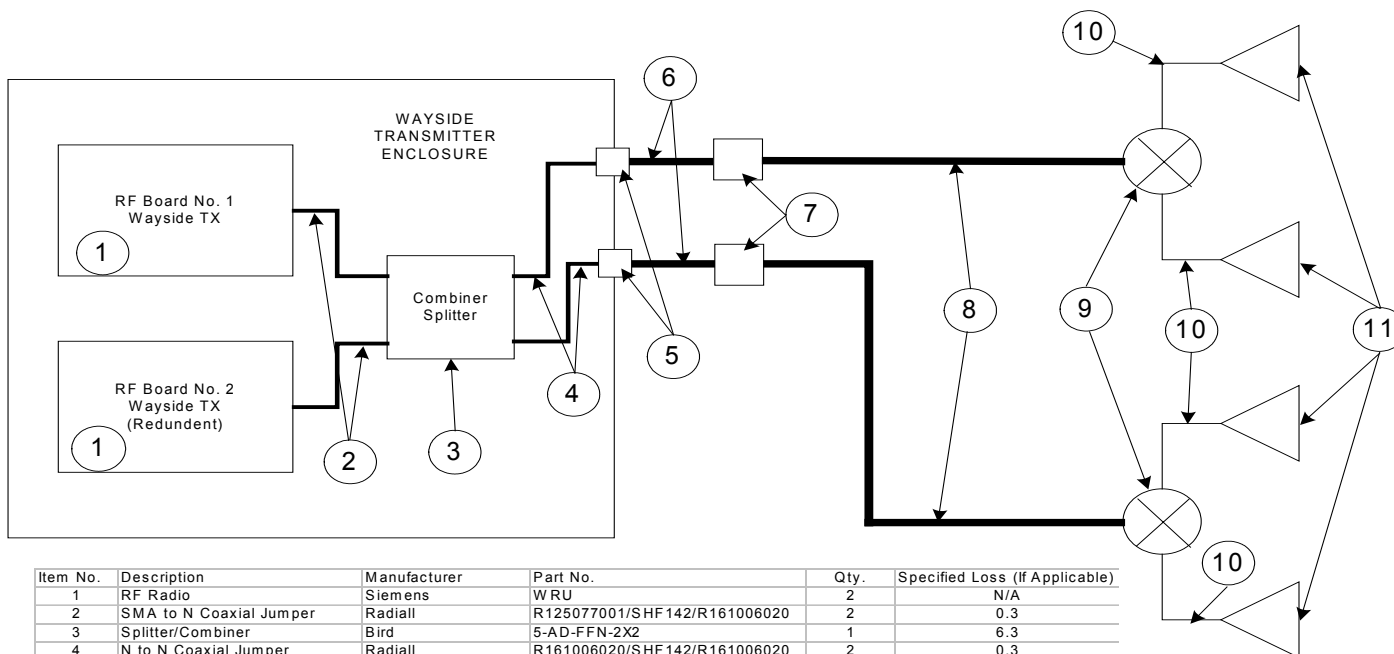 10
6
WAYSIDE
TRANSMITTER
ENCLOSURE
RF Board No. 1
Wayside TX
1
7
Combiner
Splitter
8
9
10
11
5
4
RF Board No. 2
Wayside TX
(Redundent)
1
2
3
10
Item No. Description Manufacturer Part No. Qty. Specified Loss (If Applicable)
1 RF Radio Siemens WRU 2 N/A
2 SMA to N Coaxial Jumper Radiall R125077001/SHF142/R161006020 2 0.3
3 Splitter/Combiner Bird 5-AD-FFN-2X2 1 6.3
4 N to N Coaxial Jumper Radiall R161006020/SHF142/R161006020 2 0.3